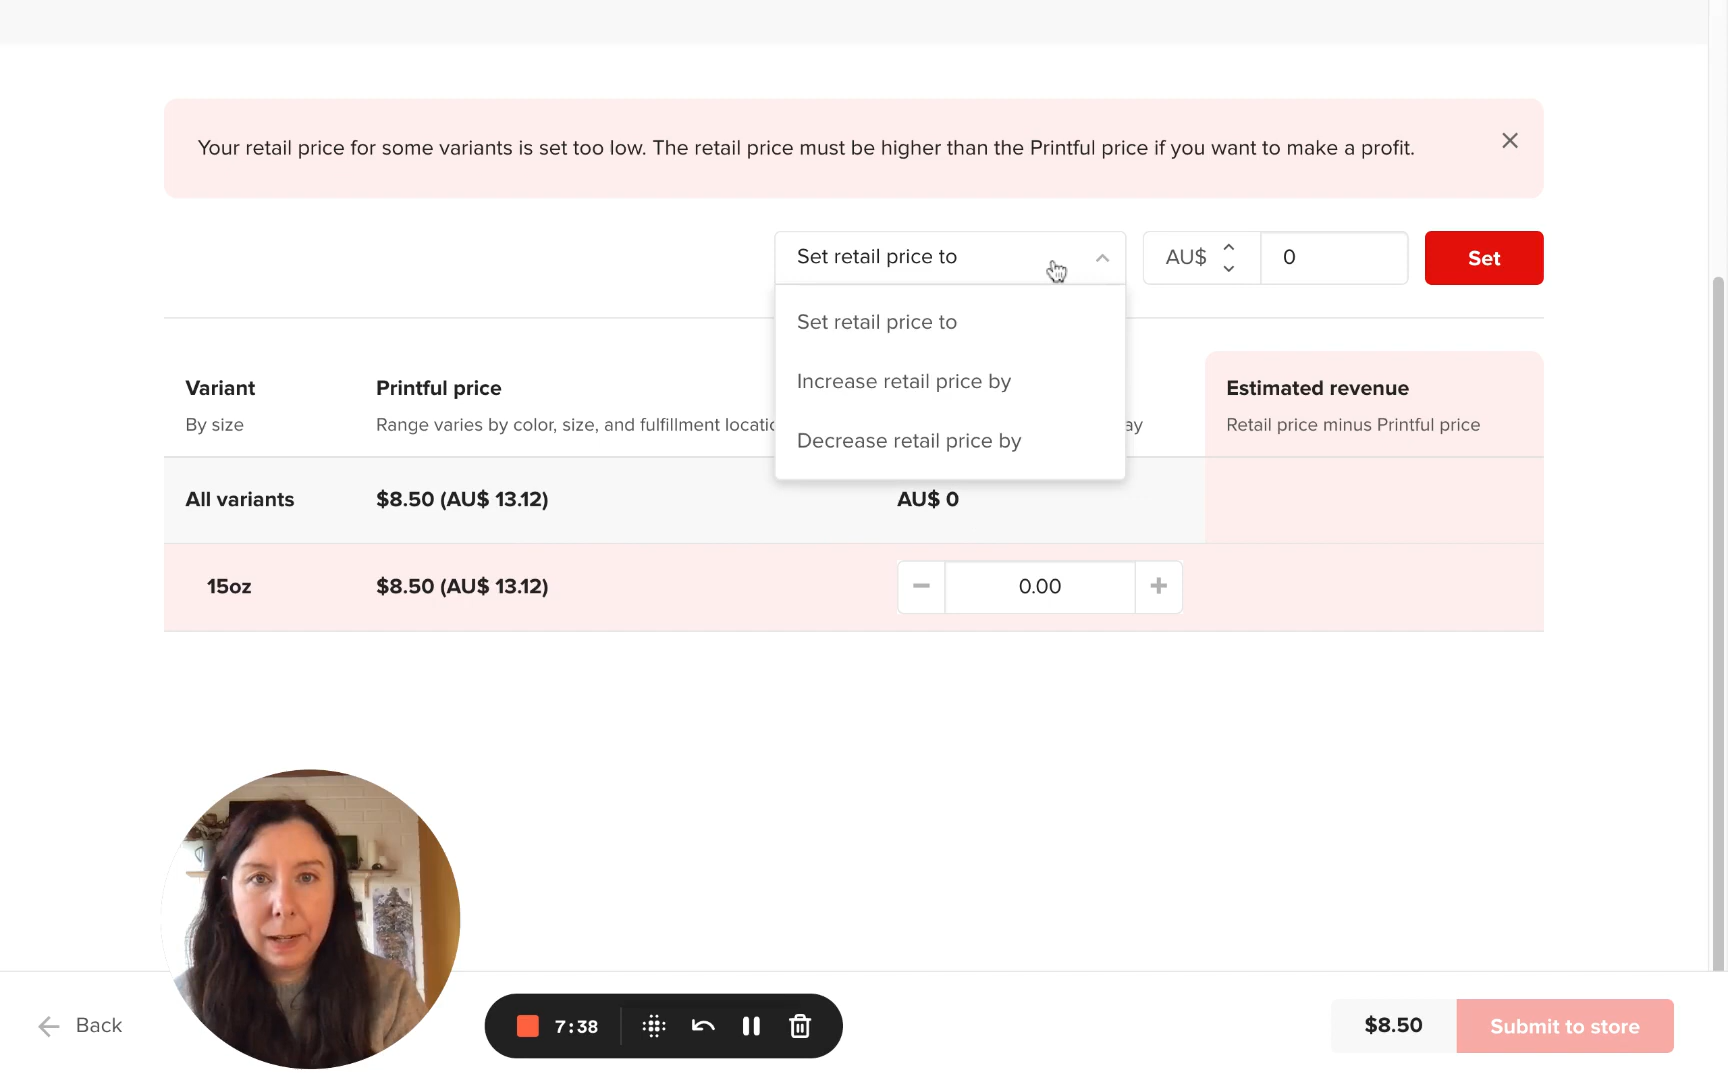 Your retail price for some variants is set too low. The retail price must be higher than the Printful price if you want to make a profit.
Set retail price to
AU$
0
Set
Set retail price to
Increase retail price by
Decrease retail price by
Variant
Printful price
Estimated revenue
By size
Range varies by color, size, and fulfillment
Retail price minus Printful price
All variants
$8.50 (AU$ 13.12)
AU$ 0
15oz
$8.50 (AU$ 13.12)
0.00
Back
7:38
$8.50
Submit to store